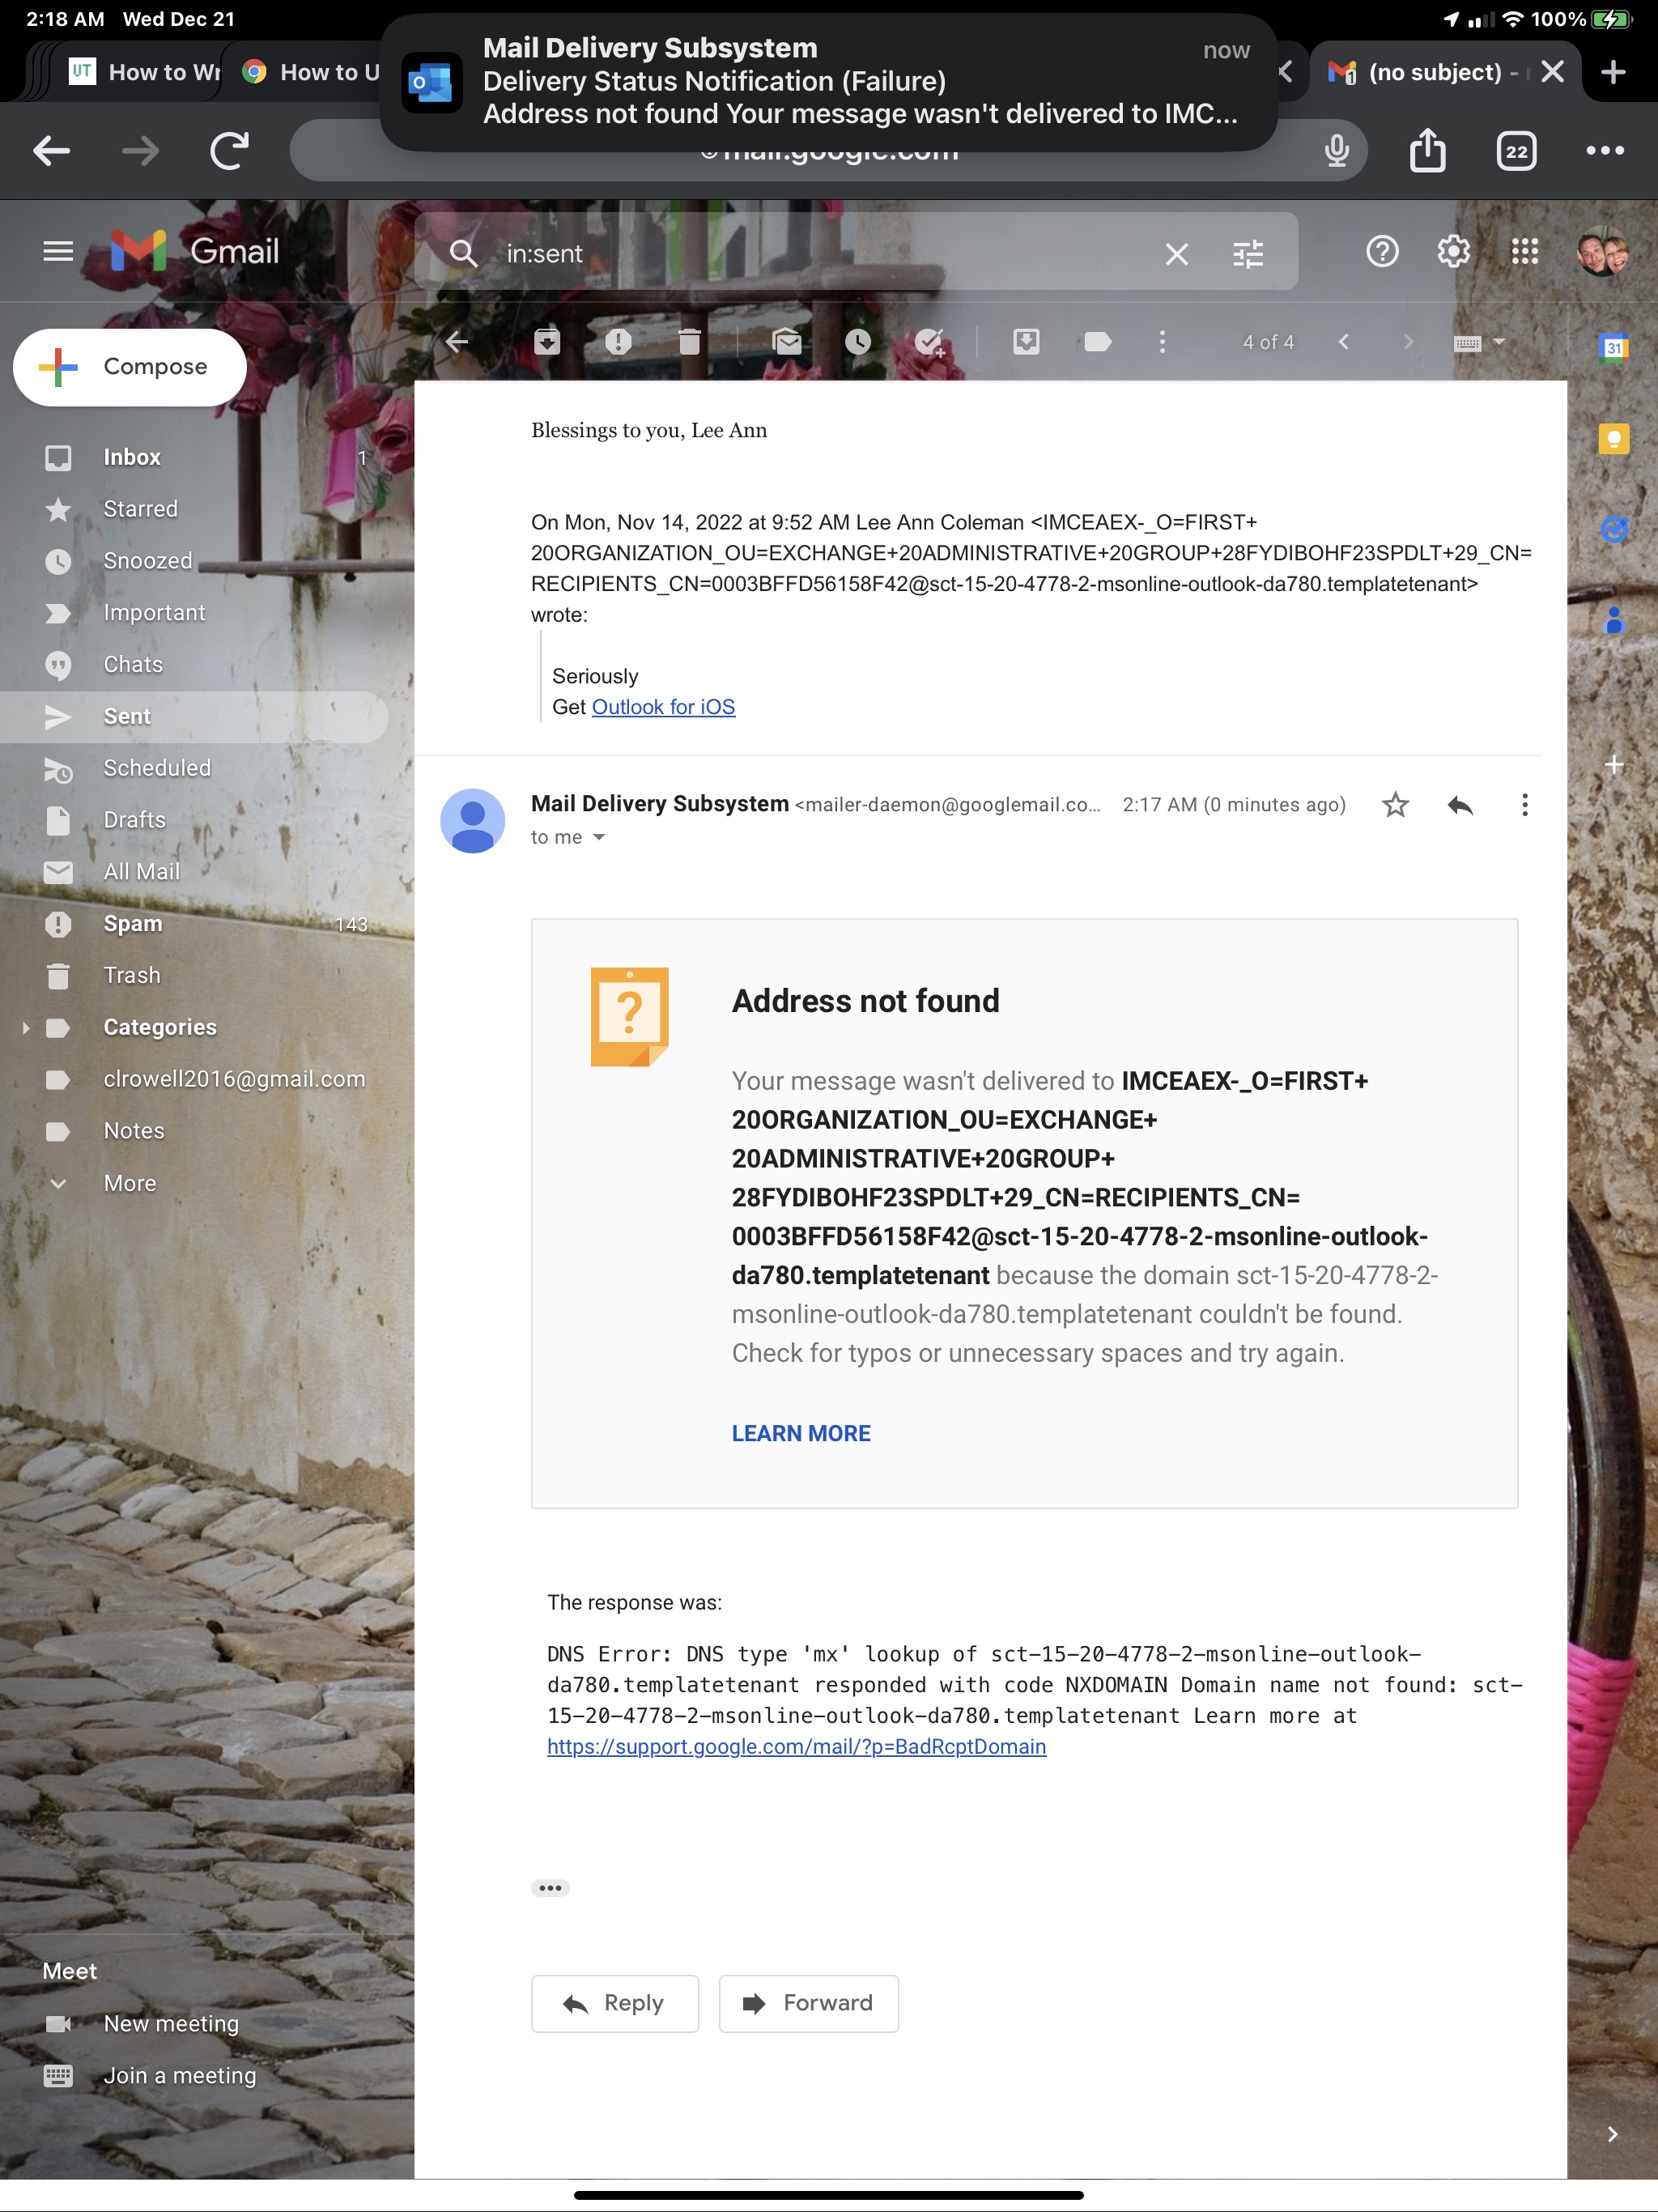 2:18 AM Wed Dec 21
100%
How to Wr
How to U
Mail Delivery Subsystem
now
Delivery Status Notification (Failure)
Address not found Your message wasn't delivered to IMC...
(no subject) -
mail.google.com
22
Gmail
in:sent
Compose
4 of 4
31
Inbox 1
Starred
Snoozed
Important
Chats
Sent
Scheduled
Drafts
All Mail
Spam 143
Trash
Categories
clrowell2016@gmail.com
Notes
More
Blessings to you, Lee Ann
On Mon, Nov 14, 2022 at 9:52 AM Lee Ann Coleman <IMCEAEX-_O=FIRST+
20ORGANIZATION_OU=EXCHANGE+20ADMINISTRATIVE+20GROUP+28FYDIBOHF23SPDLT+29_CN=
RECIPIENTS_CN=0003BFFD56158F42@sct-15-20-4778-2-msonline-outlook-da780.templatetenant>
wrote:
Seriously
Get Outlook for iOS
Mail Delivery Subsystem <mailer-daemon@googlemail.co... 2:17 AM (0 minutes ago)
to me
Address not found
Your message wasn't delivered to IMCEAEX-_O=FIRST+
20ORGANIZATION_OU=EXCHANGE+
20ADMINISTRATIVE+20GROUP+
28FYDIBOHF23SPDLT+29_CN=RECIPIENTS_CN=
0003BFFD56158F42@sct-15-20-4778-2-msonline-outlook-
da780.templatetenant because the domain sct-15-20-4778-2-
msonline-outlook-da780.templatetenant couldn't be found.
Check for typos or unnecessary spaces and try again.
LEARN MORE
The response was:
DNS Error: DNS type 'mx' lookup of sct-15-20-4778-2-msonline-outlook-
da780.templatetenant responded with code NXDOMAIN Domain name not found: sct-
15-20-4778-2-msonline-outlook-da780.templatetenant Learn more at
https://support.google.com/mail/?p=BadRcptDomain
Reply
Forward
Meet
New meeting
Join a meeting